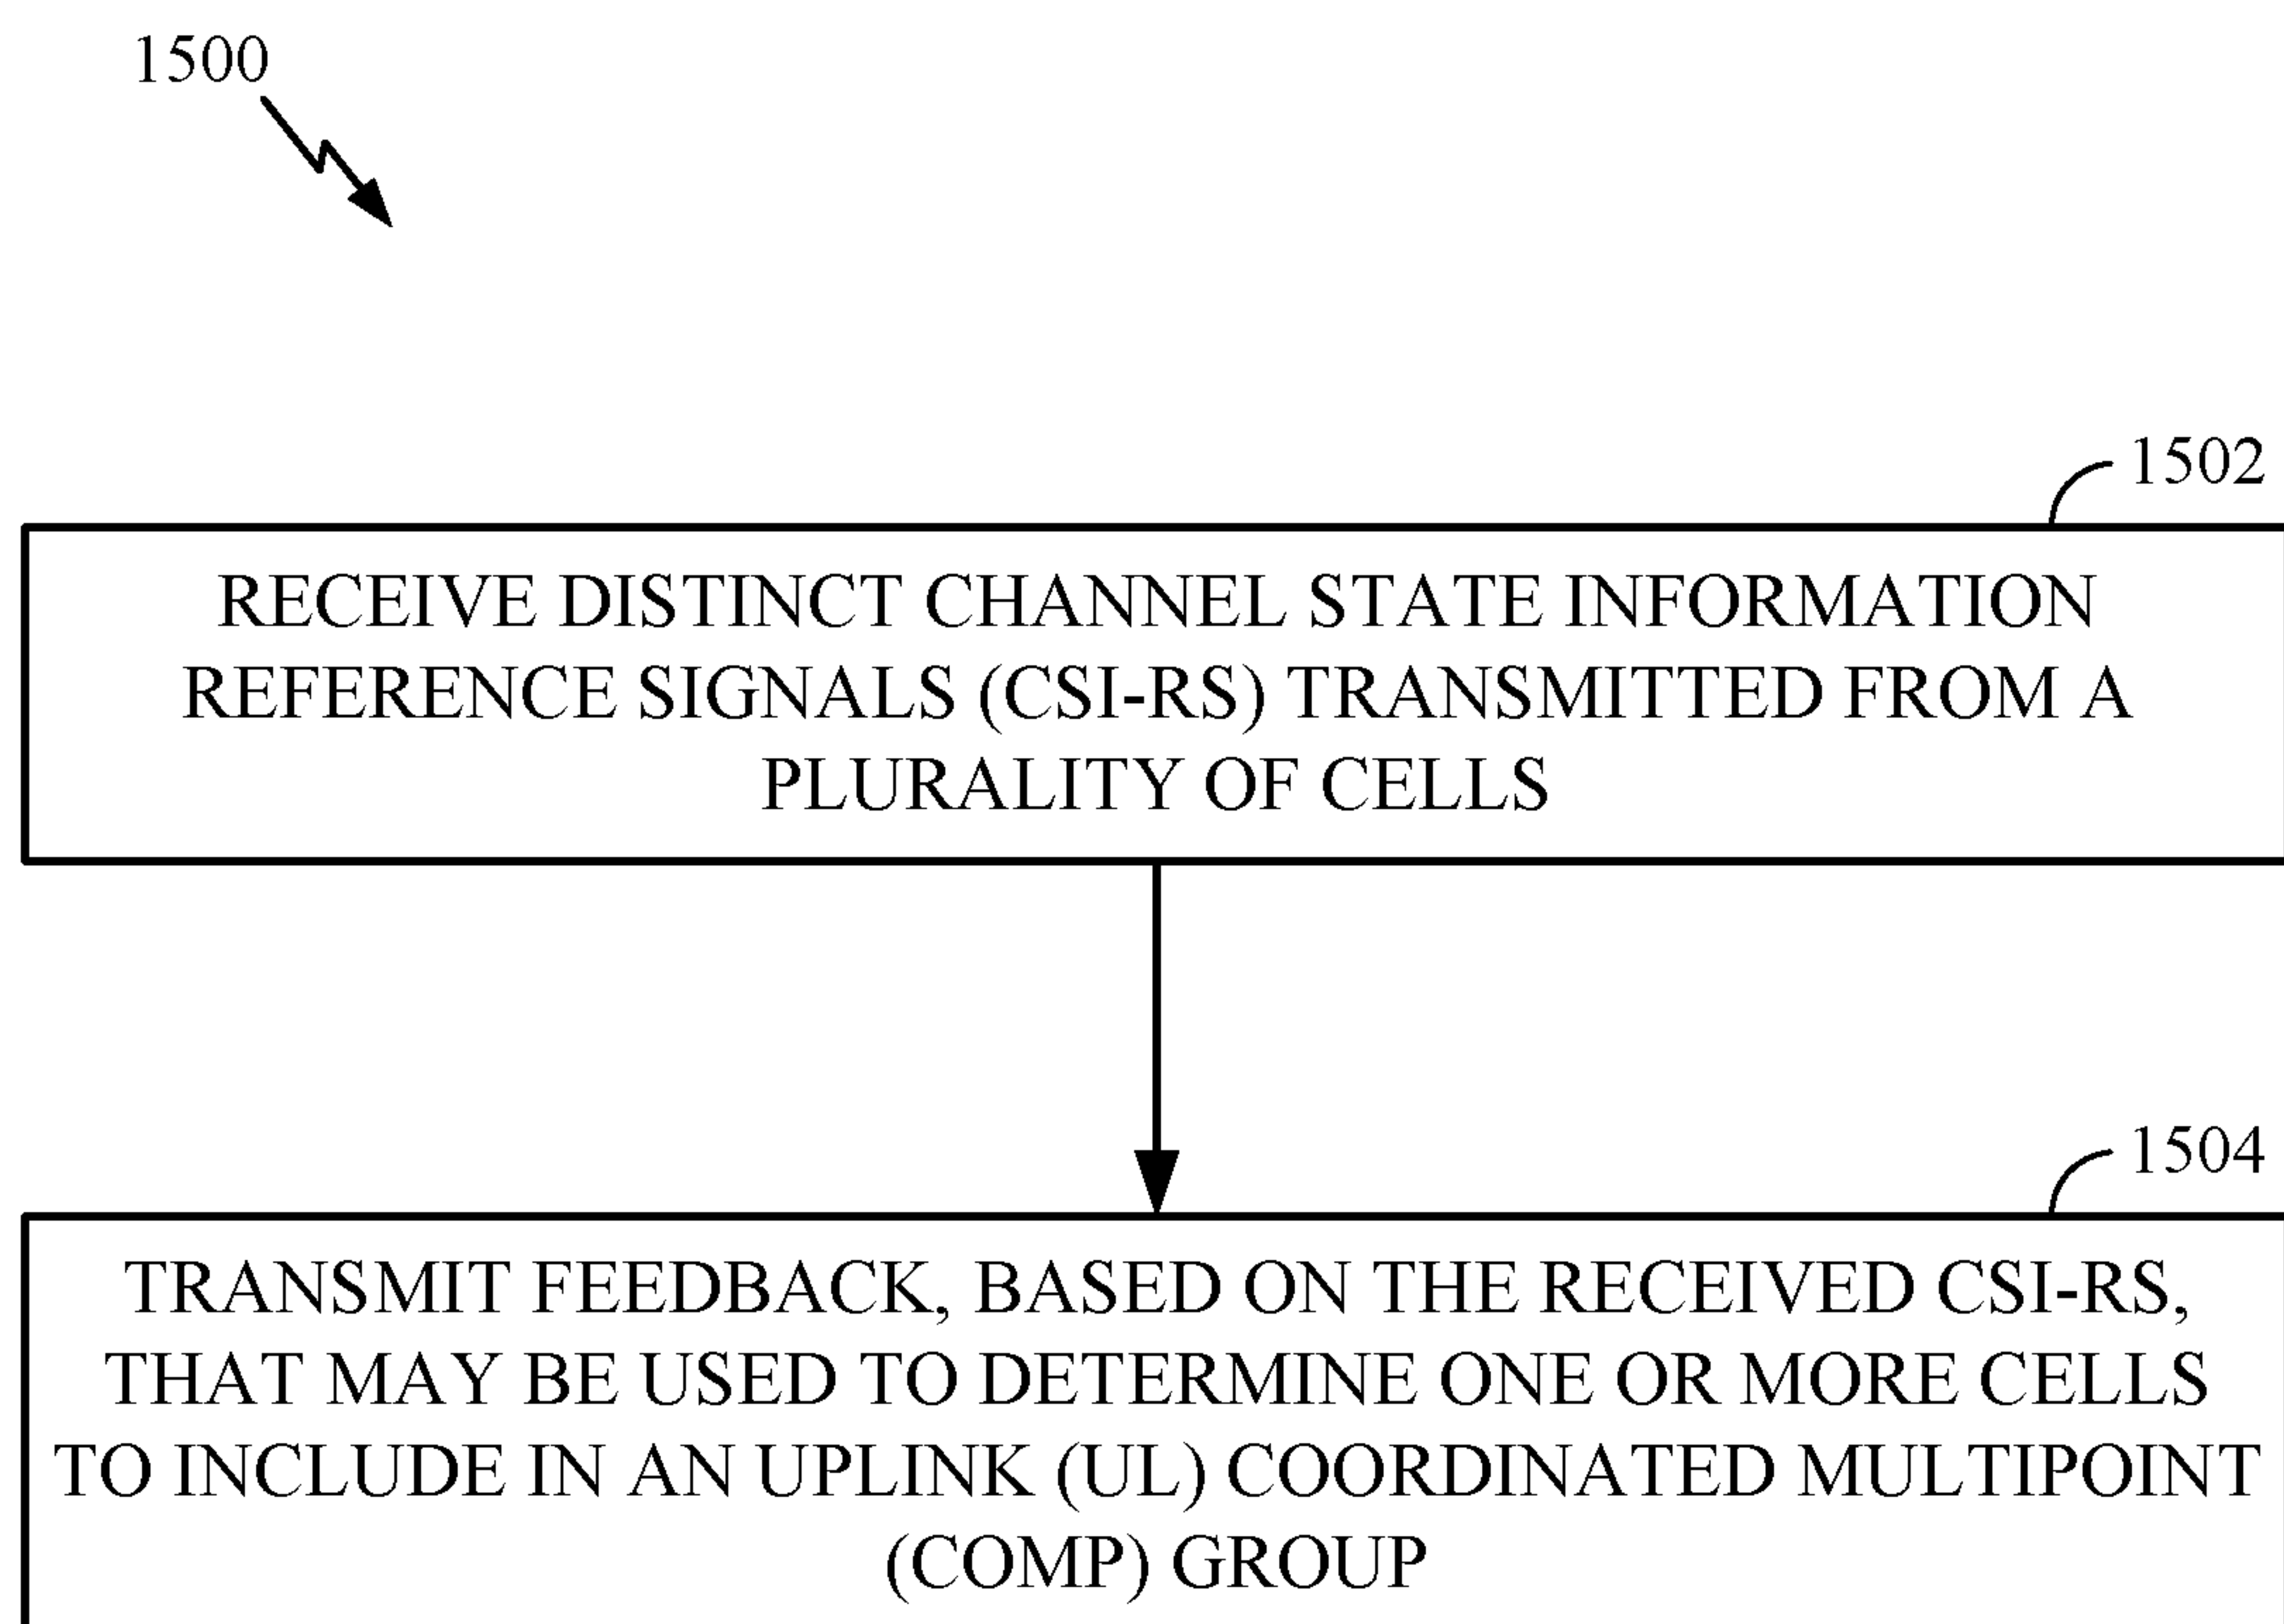 1500
1502
RECEIVE DISTINCT CHANNEL STATE INFORMATION
REFERENCE SIGNALS (CSI-RS) TRANSMITTED FROM A
PLURALITY OF CELLS
1504
TRANSMIT FEEDBACK, BASED ON THE RECEIVED CSI-RS,
THAT MAY BE USED TO DETERMINE ONE OR MORE CELLS
TO INCLUDE IN AN UPLINK (UL) COORDINATED MULTIPOINT
(COMP) GROUP